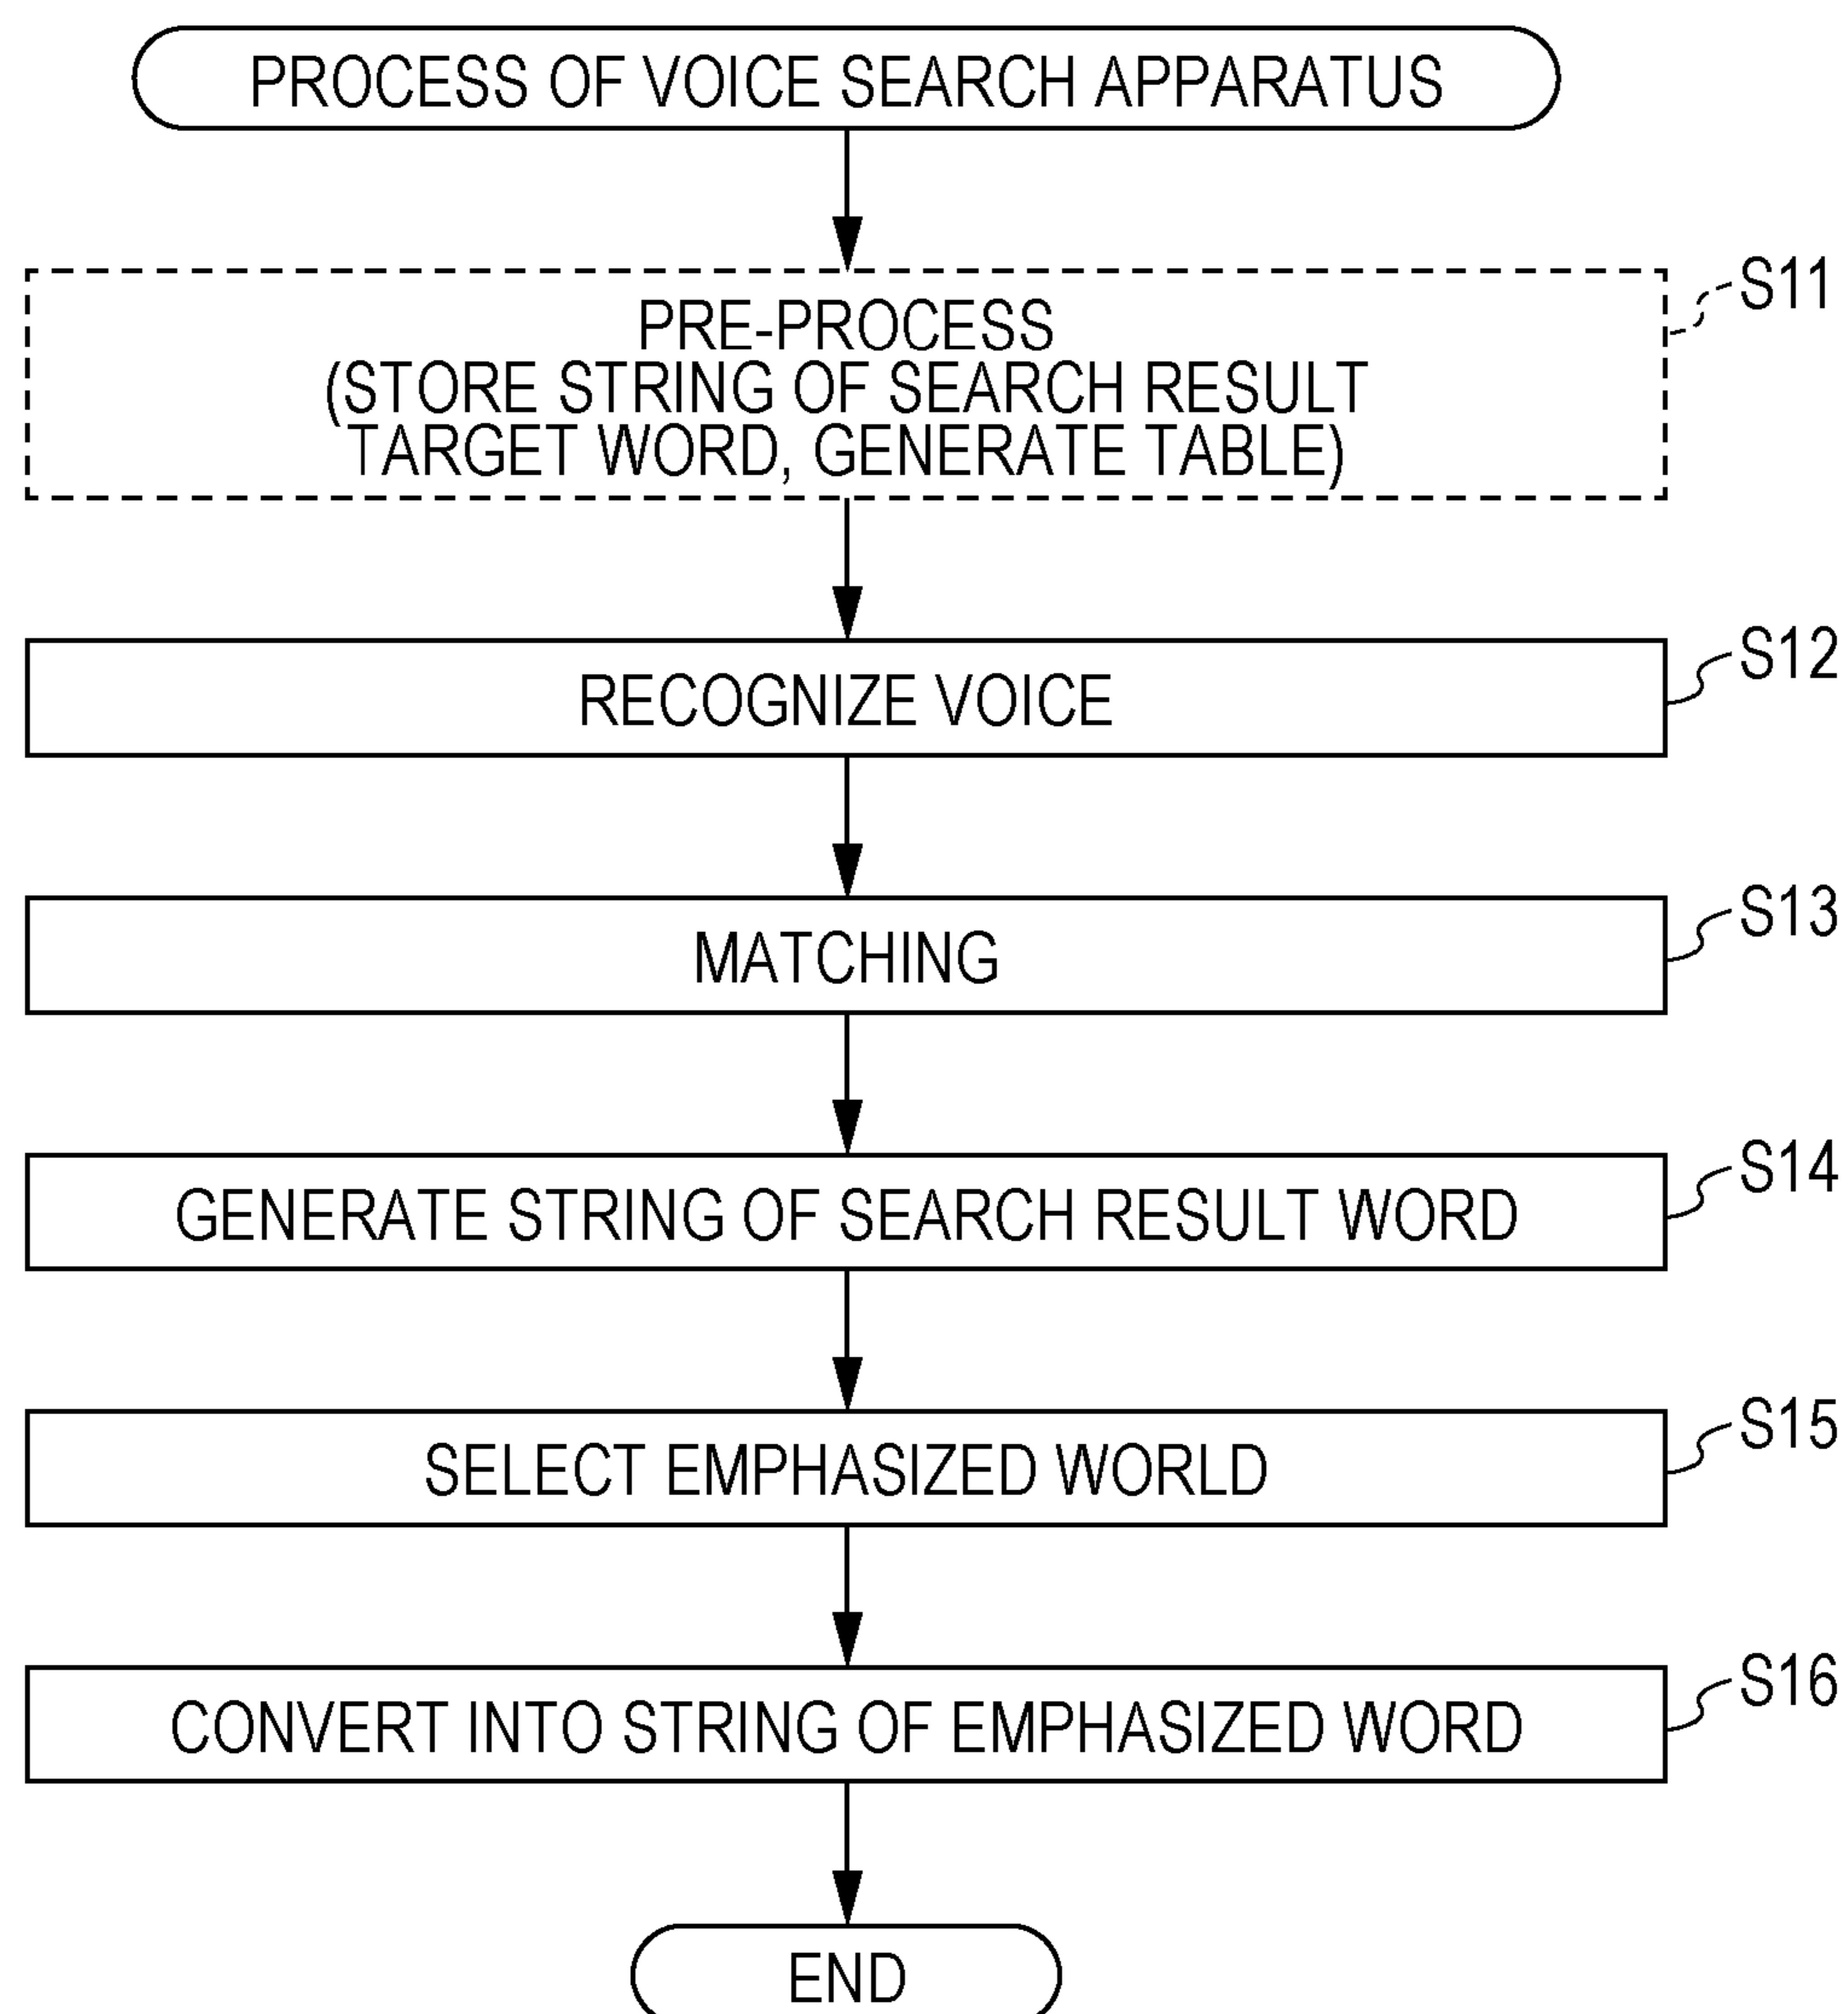 PROCESS OF VOICE SEARCH APPARATUS
S11
PRE-PROCESS
(STORE STRING OF SEARCH RESULT
TARGET WORD, GENERATE TABLE)
S12
RECOGNIZE VOICE
S13
MATCHING
S14
GENERATE STRING OF SEARCH RESULT WORD
S15
SELECT EMPHASIZED WORLD
S16
CONVERT INTO STRING OF EMPHASIZED WORD
END